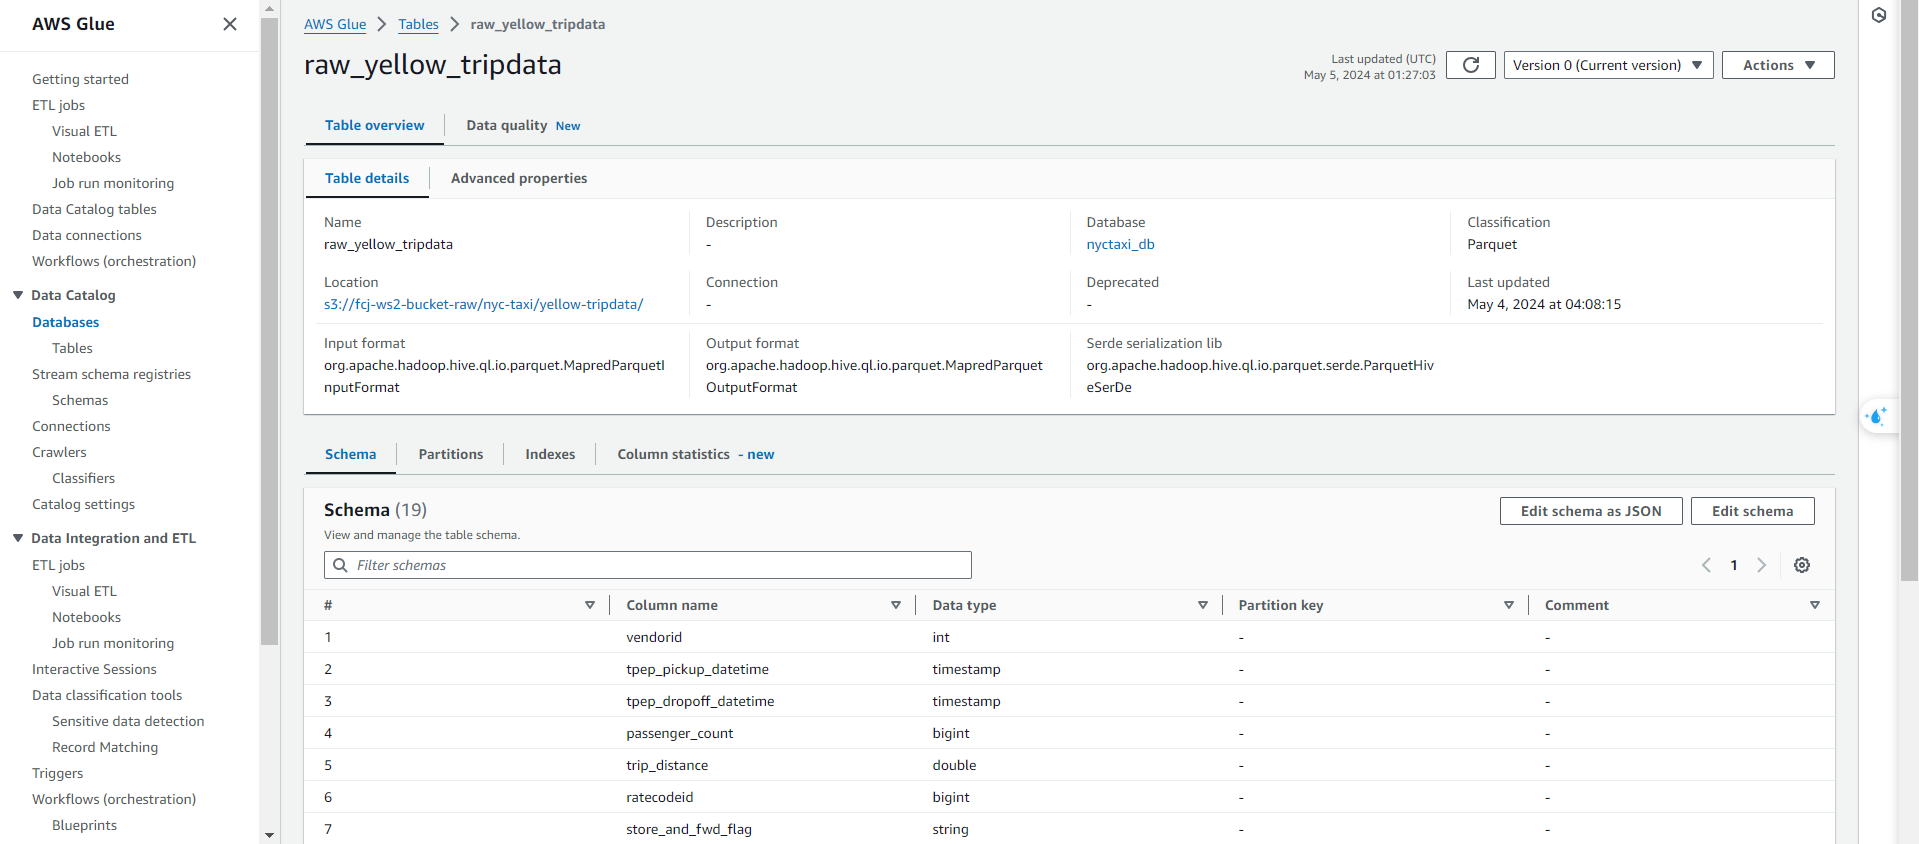 AWS Glue
Getting started
ETL jobs
Visual ETL
Notebooks
Job run monitoring
Data Catalog tables
Data connections
Workflows (orchestration)
Data Catalog
Databases
Tables
Stream schema registries
Schemas
Connections
Crawlers
Classifiers
Catalog settings
Data Integration and ETL
ETL jobs
Visual ETL
Notebooks
Job run monitoring
Interactive Sessions
Data classification tools
Sensitive data detection
Record Matching
Triggers
Workflows (orchestration)
Blueprints
AWS Glue > Tables > raw_yellow_tripdata
raw_yellow_tripdata
Last updated (UTC)
May 5, 2024 at 01:27:03
Version 0 (Current version)
Actions
Table overview
Data quality New
Table details
Advanced properties
Name
raw_yellow_tripdata
Description
-
Database
nyctaxi_db
Classification
Parquet
Location
s3://fcj-ws2-bucket-raw/nyc-taxi/yellow-tripdata/
Connection
-
Deprecated
-
Last updated
May 4, 2024 at 04:08:15
Input format
org.apache.hadoop.hive.ql.io.parquet.MapredParquetI
nputFormat
Output format
org.apache.hadoop.hive.ql.io.parquet.MapredParquet
OutputFormat
Serde serialization lib
org.apache.hadoop.hive.ql.io.parquet.serde.ParquetHiv
eSerDe
Schema
Partitions
Indexes
Column statistics - new
Schema (19)
View and manage the table schema.
Edit schema as JSON
Edit schema
Filter schemas
1
# Column name Data type Partition key Comment
1 vendorid int - -
2 tpep_pickup_datetime timestamp - -
3 tpep_dropoff_datetime timestamp - -
4 passenger_count bigint - -
5 trip_distance double - -
6 ratecodeid bigint - -
7 store_and_fwd_flag string - -